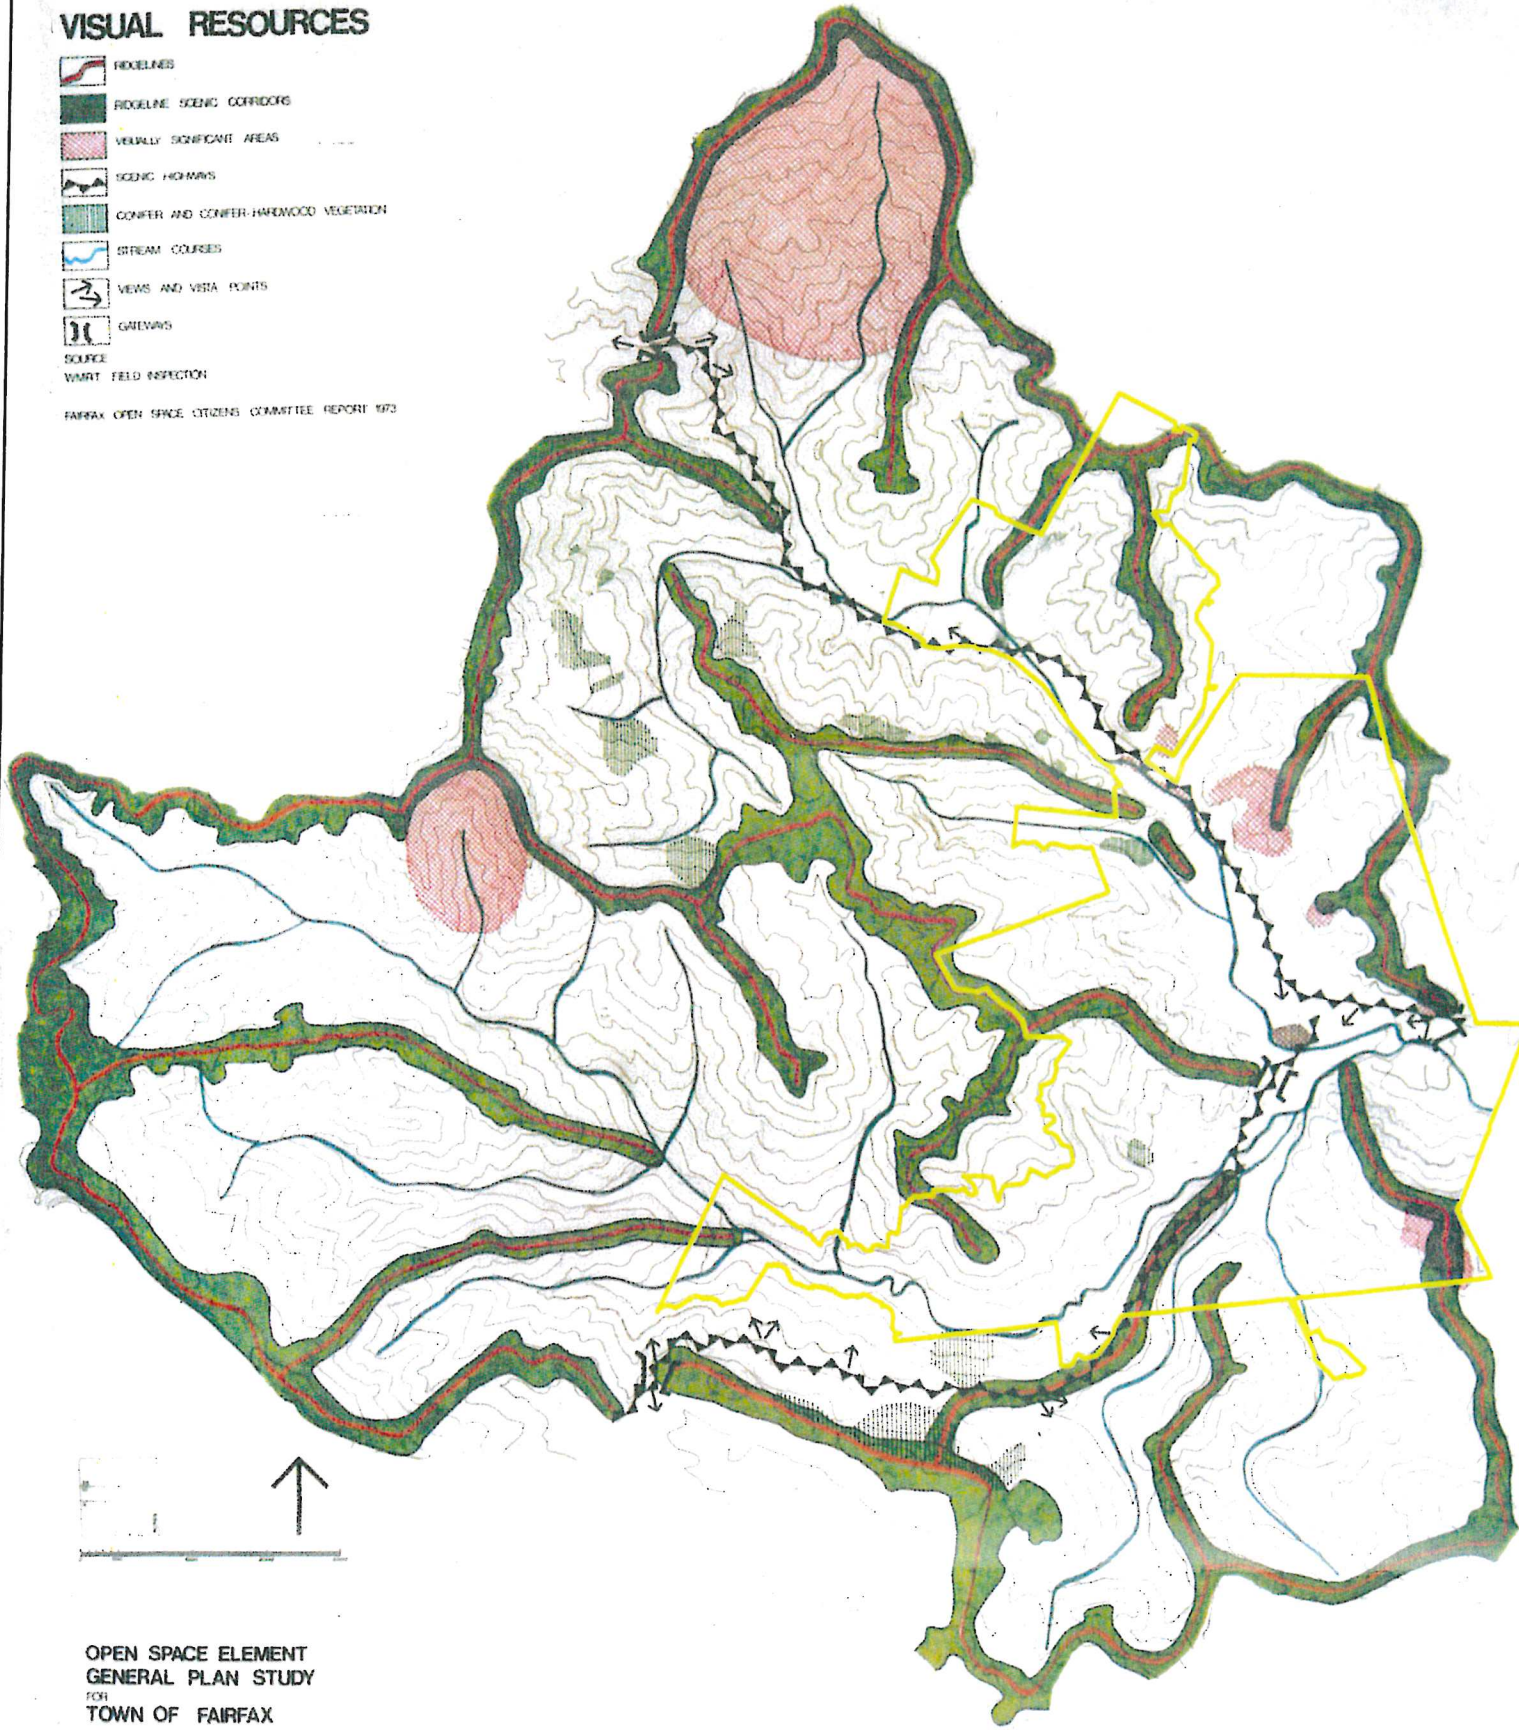 VISUAL RESOURCES
RIDGELINES
RIDGELINE SCENIC CORRIDORS
VISUALLY SIGNIFICANT AREAS
SCENIC HIGHWAYS
CONIFER AND CONIFER-HARDWOOD VEGETATION
STREAM COURSES
VIEWS AND VISTA POINTS
GATEWAYS
SOURCE
WMRT FIELD INSPECTION
FAIRFAX OPEN SPACE CITIZENS COMMITTEE REPORT 1973
OPEN SPACE ELEMENT
GENERAL PLAN STUDY
FOR
TOWN OF FAIRFAX